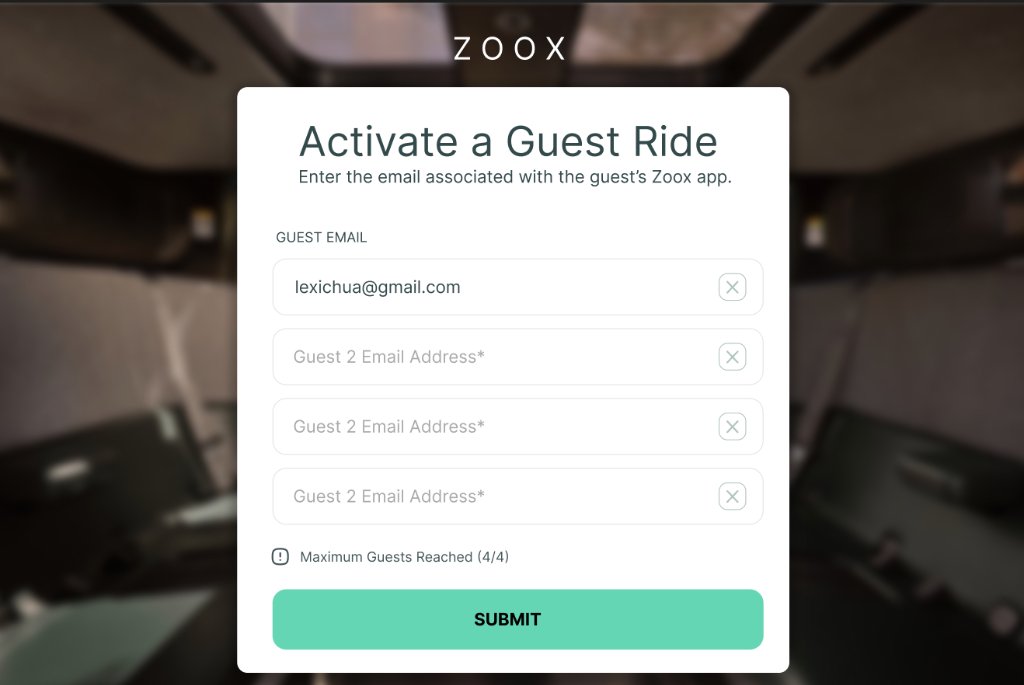 ZOOX
Activate a Guest Ride
Enter the email associated with the guest’s Zoox app.
GUEST EMAIL
lexichua@gmail.com
Guest 2 Email Address*
Guest 2 Email Address*
Guest 2 Email Address*
Maximum Guests Reached (4/4)
SUBMIT